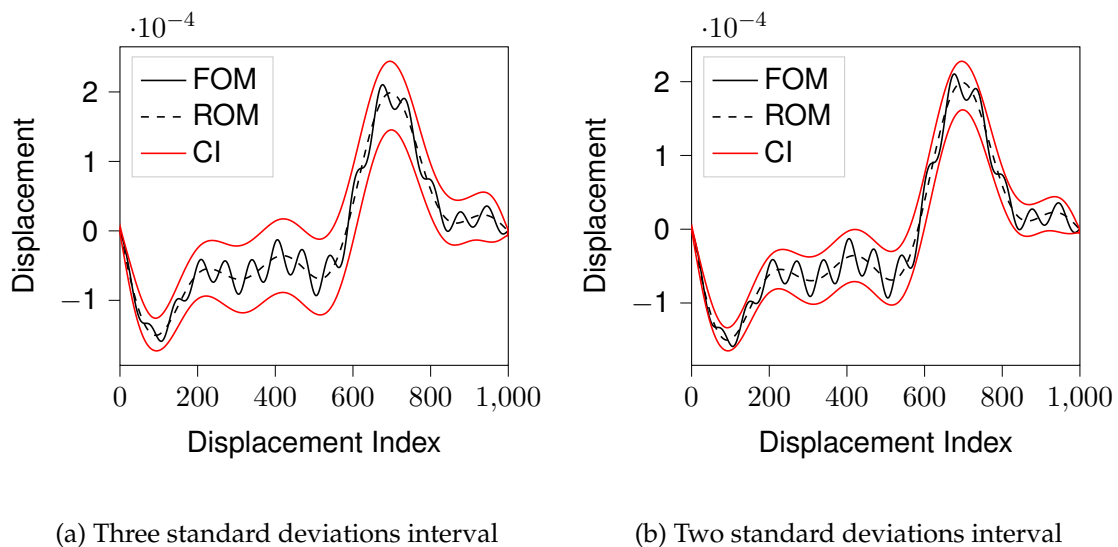 ·10⁻⁴
FOM
ROM
CI
2
1
0
−1
Displacement
0 200 400 600 800 1,000
Displacement Index
(a) Three standard deviations interval
·10⁻⁴
FOM
ROM
CI
2
1
0
−1
Displacement
0 200 400 600 800 1,000
Displacement Index
(b) Two standard deviations interval